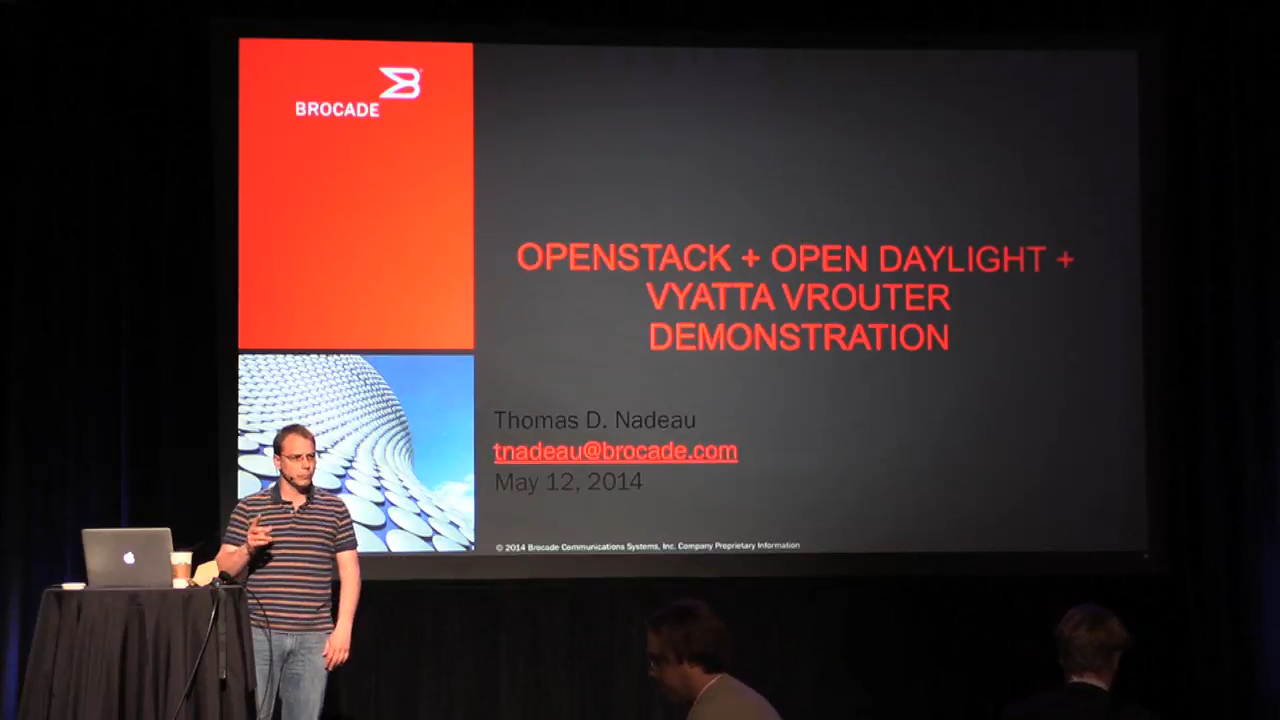 BROCADE
OPENSTACK + OPEN DAYLIGHT +
VYATTA VROUTER
DEMONSTRATION
Thomas D. Nadeau
tnadeau@brocade.com
May 12, 2014
© 2014 Brocade Communications Systems, Inc. Company Proprietary Information